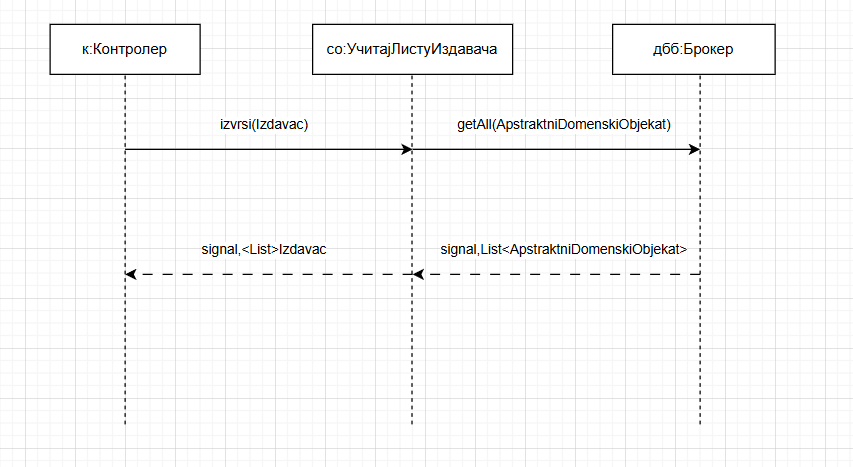 к:Контролер
со:УчитајЛистуИздавача
дбб:Брокер
izvrsi(Izdavac)
getAll(ApstraktniDomenskiObjekat)
signal,<List>Izdavac
signal,List<ApstraktniDomenskiObjekat>